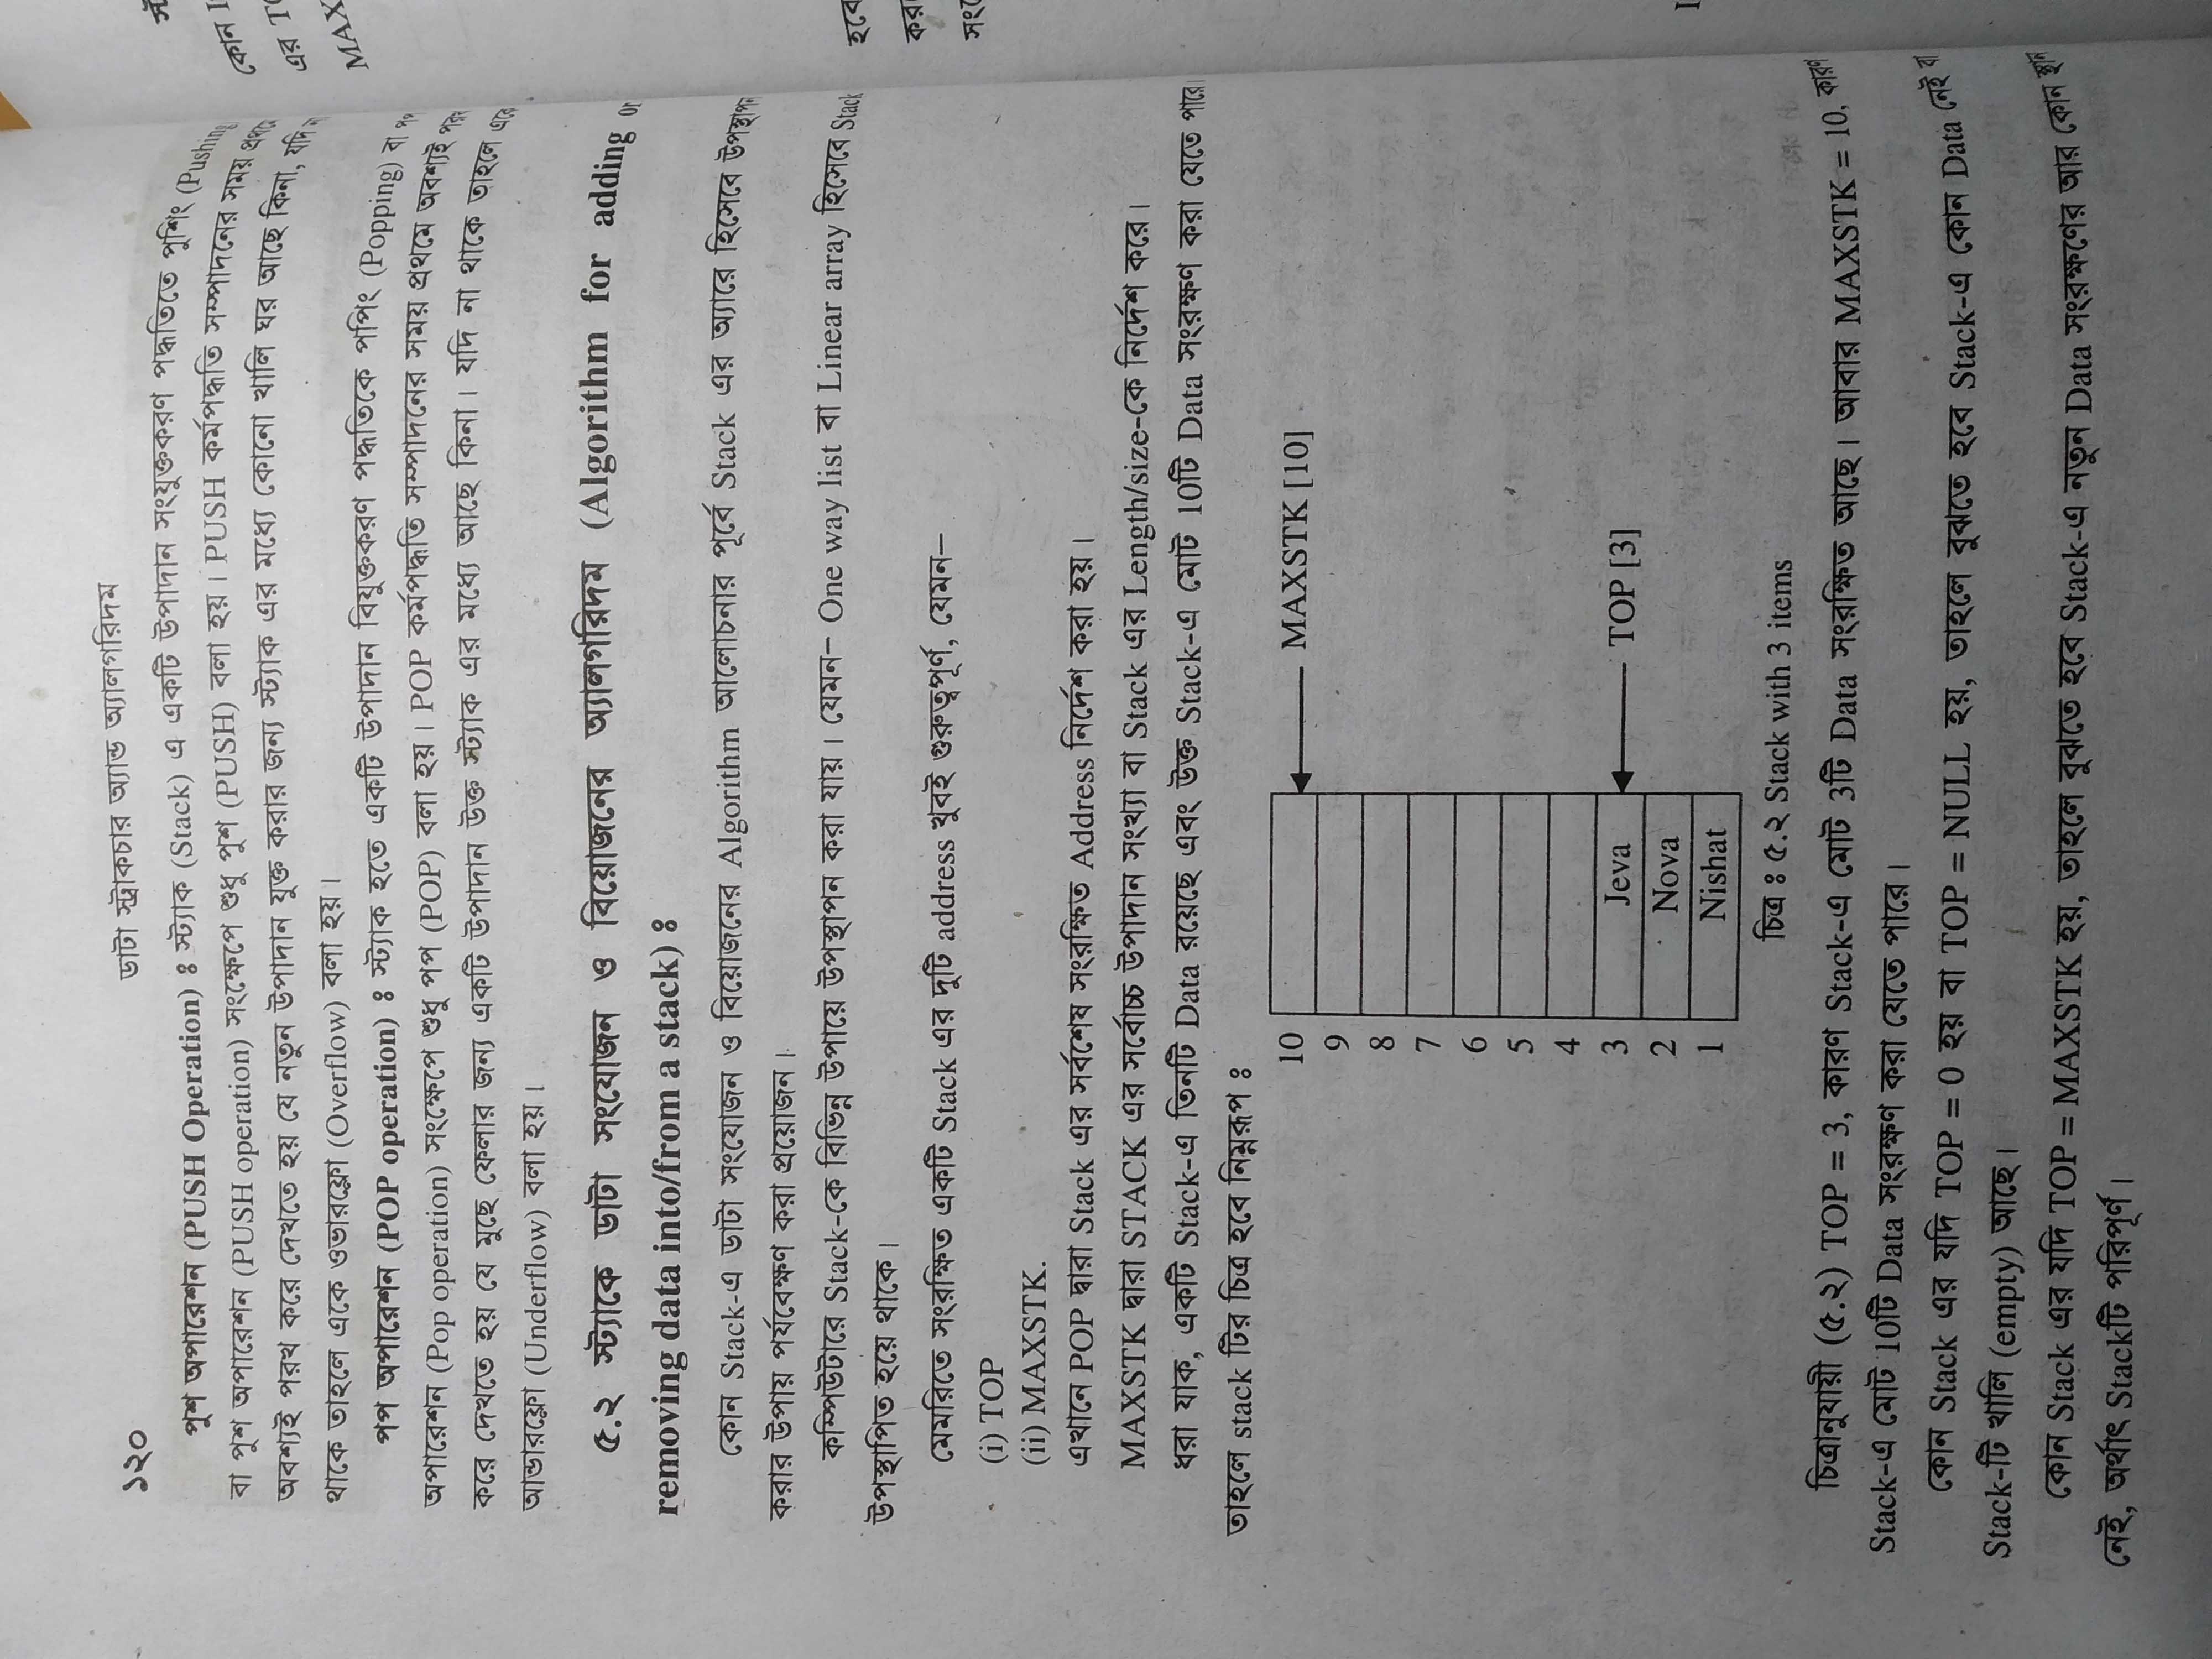 ১২০
ডাটা স্ট্রাকচার অ্যান্ড অ্যালগরিদম
পুশ অপারেশন (PUSH Operation) ঃ স্ট্যাক (Stack) এ একটি উপাদান সংযুক্তকরণ পদ্ধতিতে পুশিং (Pushing
বা পুশ অপারেশন (PUSH operation) সংক্ষেপে শুধু পুশ (PUSH) বলা হয়। PUSH কর্মপদ্ধতি সম্পাদনের সময়
অবশ্যই পরখ করে দেখতে হয় যে নতুন উপাদান যুক্ত করার জন্য স্ট্যাক এর মধ্যে কোনো খালি ঘর আছে কিনা, যদি
থাকে তাহলে একে ওভারফ্লো (Overflow) বলা হয়।
পপ অপারেশন (POP operation) ঃ স্ট্যাক হতে একটি উপাদান বিযুক্তকরণ পদ্ধতিকে পপিং (Popping) বা
অপারেশন (Pop operation) সংক্ষেপে শুধু পপ (POP) বলা হয়। POP কর্মপদ্ধতি সম্পাদনের সময় প্রথমে অবশ্যই
করে দেখতে হয় যে মুছে ফেলার জন্য একটি উপাদান উক্ত স্ট্যাক এর মধ্যে আছে কিনা। যদি না থাকে তাহলে
আন্ডারফ্লো (Underflow) বলা হয়।
৫.২ স্ট্যাকে ডাটা সংযোজন ও বিয়োজনের অ্যালগরিদম (Algorithm for adding or
removing data into/from a stack) ঃ
কোন Stack-এ ডাটা সংযোজন ও বিয়োজনের Algorithm আলোচনার পূর্বে Stack এর অ্যারে হিসেবে উপস্থাপন
করার উপায় পর্যবেক্ষণ করা প্রয়োজন।
কম্পিউটারে Stack-কে বিভিন্ন উপায়ে উপস্থাপন করা যায়। যেমন– One way list বা Linear array হিসেবে Stack
উপস্থাপিত হয়ে থাকে।
মেমরিতে সংরক্ষিত একটি Stack এর দুটি address খুবই গুরুত্বপূর্ণ, যেমন–
(i) TOP
(ii) MAXSTK.
এখানে POP দ্বারা Stack এর সর্বশেষ সংরক্ষিত Address নির্দেশ করা হয়।
MAXSTK দ্বারা STACK এর সর্বোচ্চ উপাদান সংখ্যা বা Stack এর Length/size-কে নির্দেশ করে।
ধরা যাক, একটি Stack-এ তিনটি Data রয়েছে এবং উক্ত Stack-এ মোট 10টি Data সংরক্ষণ করা যেতে পারে।
তাহলে stack টির চিত্র হবে নিম্নরূপ ঃ
10 MAXSTK [10]
9
8
7
6
5
4
3 Jeva TOP [3]
2 Nova
1 Nishat
চিত্র ঃ ৫.২ Stack with 3 items
চিত্রানুযায়ী (৫.২) TOP = 3, কারণ Stack-এ মোট 3টি Data সংরক্ষিত আছে। আবার MAXSTK = 10, কারণ
Stack-এ মোট 10টি Data সংরক্ষণ করা যেতে পারে।
কোন Stack এর যদি TOP = 0 হয় বা TOP = NULL হয়, তাহলে বুঝতে হবে Stack-এ কোন Data নেই বা
Stack-টি খালি (empty) আছে।
কোন Stack এর যদি TOP = MAXSTK হয়, তাহলে বুঝতে হবে Stack-এ নতুন Data সংরক্ষণের আর কোন স্থান
নেই, অর্থাৎ Stackটি পরিপূর্ণ।
কোন
এর
MAX
হবে
সংে